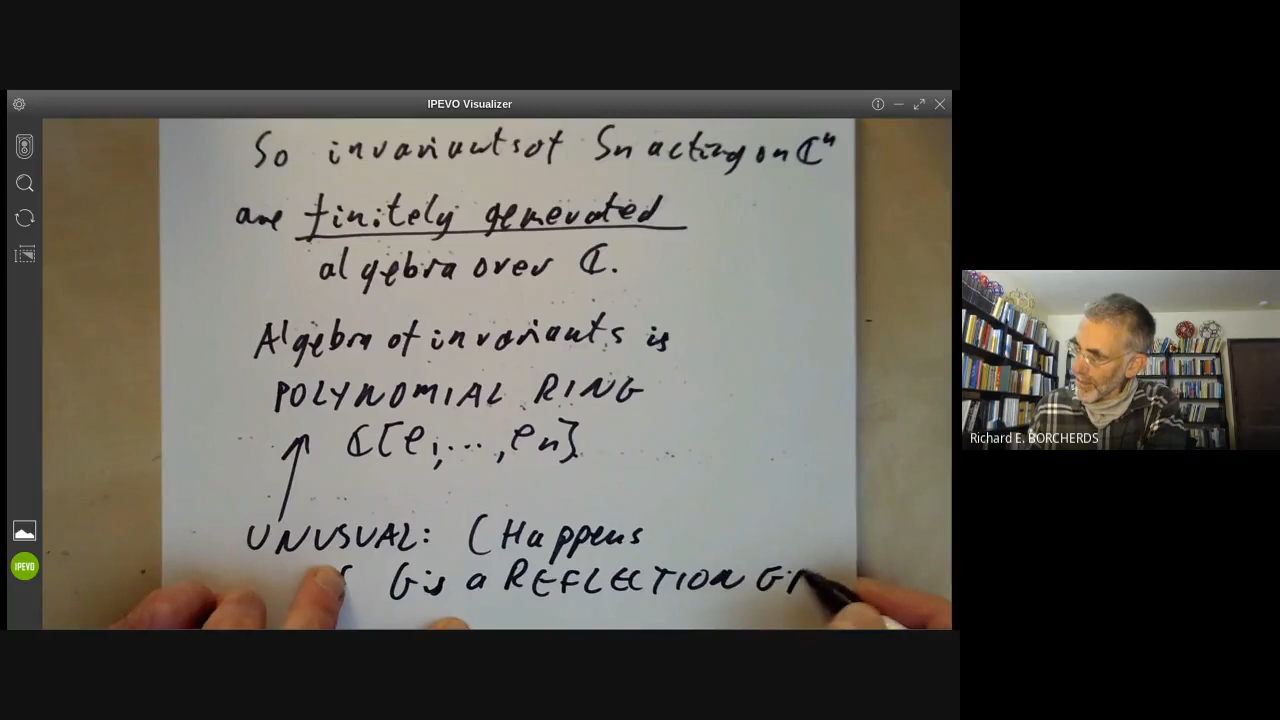 IPEVO Visualizer
So invariants of Sn acting on ℂⁿ
are finitely generated
algebra over ℂ.
Algebra of invariants is
POLYNOMIAL RING
ℂ[e₁,...,eₙ]
UNUSUAL: (Happens
G is a REFLECTION Gr
Richard E. BORCHERDS
IPEVO